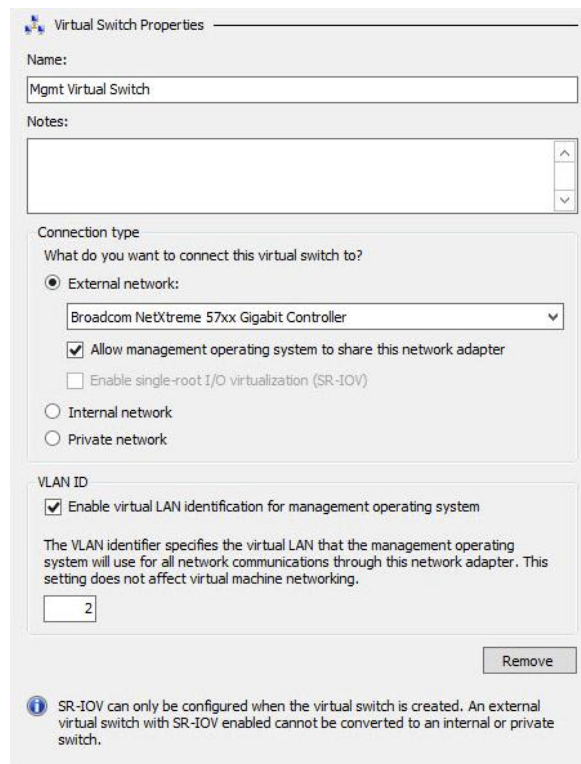 Virtual Switch Properties
Name:
Mgmt Virtual Switch
Notes:
Connection type
What do you want to connect this virtual switch to?
External network:
Broadcom NetXtreme 57xx Gigabit Controller
Allow management operating system to share this network adapter
Enable single-root I/O virtualization (SR-IOV)
Internal network
Private network
VLAN ID
Enable virtual LAN identification for management operating system
The VLAN identifier specifies the virtual LAN that the management operating
system will use for all network communications through this network adapter. This
setting does not affect virtual machine networking.
2
Remove
SR-IOV can only be configured when the virtual switch is created. An external
virtual switch with SR-IOV enabled cannot be converted to an internal or private
switch.